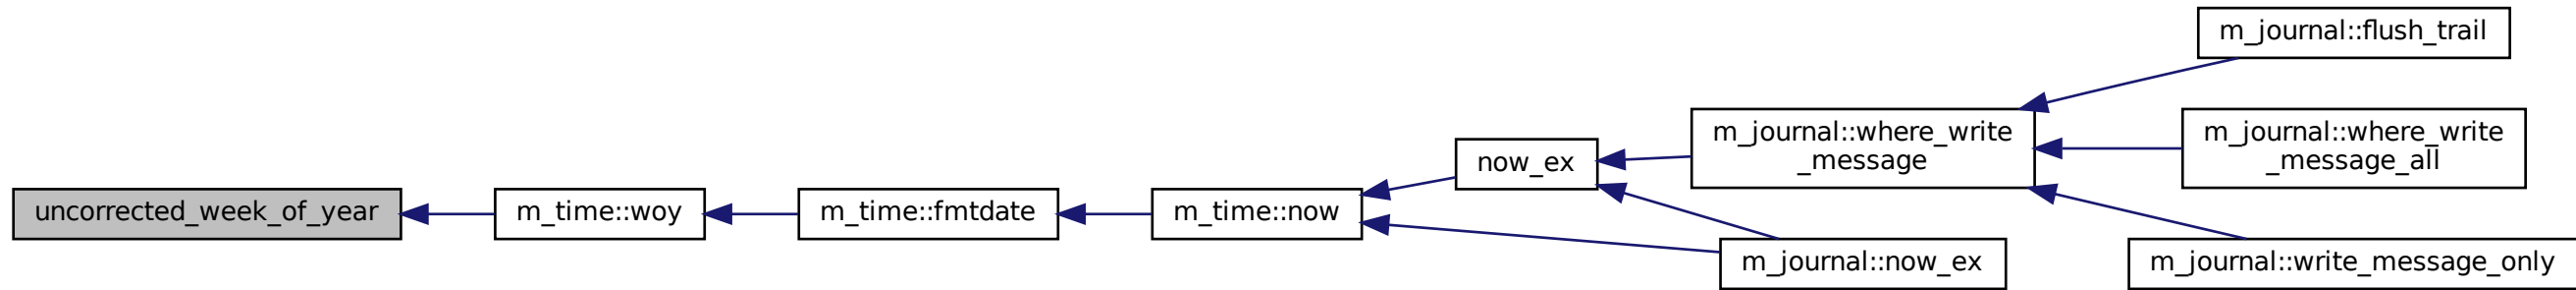 uncorrected_week_of_year
m_time::woy
m_time::fmtdate
m_time::now
now_ex
m_journal::now_ex
m_journal::where_write
_message
m_journal::flush_trail
m_journal::where_write
_message_all
m_journal::write_message_only